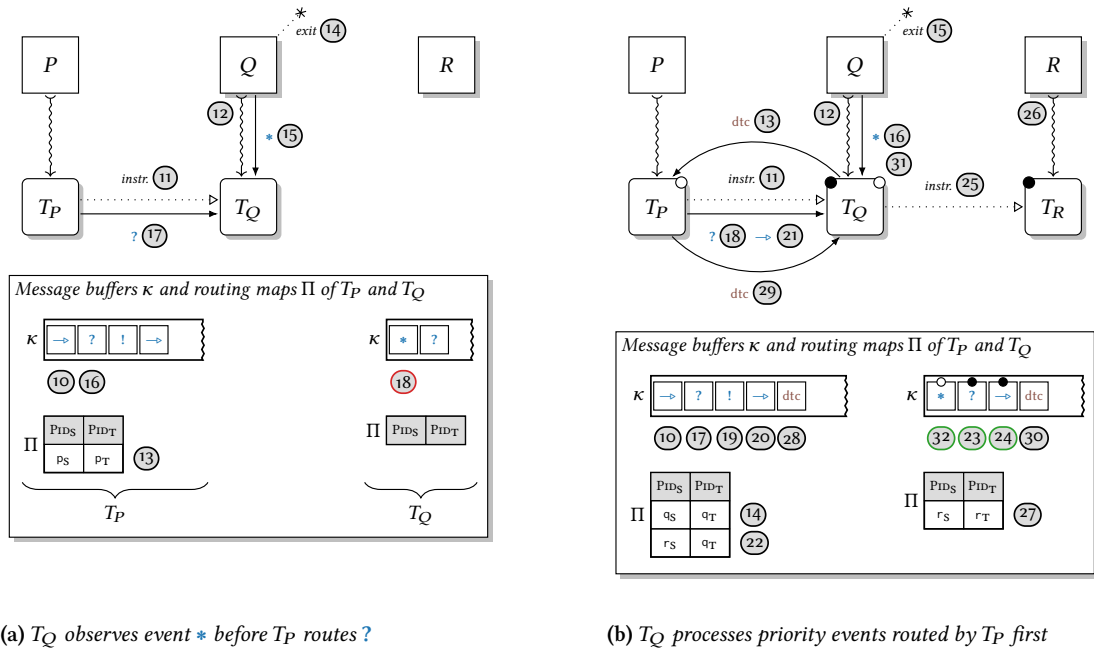 exit 14
P
Q
R
12
* 15
instr. 11
T_P
T_Q
? 17
Message buffers κ and routing maps Π of T_P and T_Q
κ
→ ? ! →
κ
* ?
10 16
18
Π
PID_S PID_T
p_S p_T
13
Π
PID_S PID_T
T_P
T_Q
(a) T_Q observes event * before T_P routes ?
exit 15
P
Q
R
12
26
dtc 13
* 16
31
instr. 11
instr. 25
T_P
T_Q
T_R
? 18 → 21
dtc 29
Message buffers κ and routing maps Π of T_P and T_Q
κ
→ ? ! → dtc
κ
* ? → dtc
10 17 19 20 28
32 23 24 30
Π
PID_S PID_T
q_S q_T
14
r_S q_T
22
Π
PID_S PID_T
r_S r_T
27
(b) T_Q processes priority events routed by T_P first